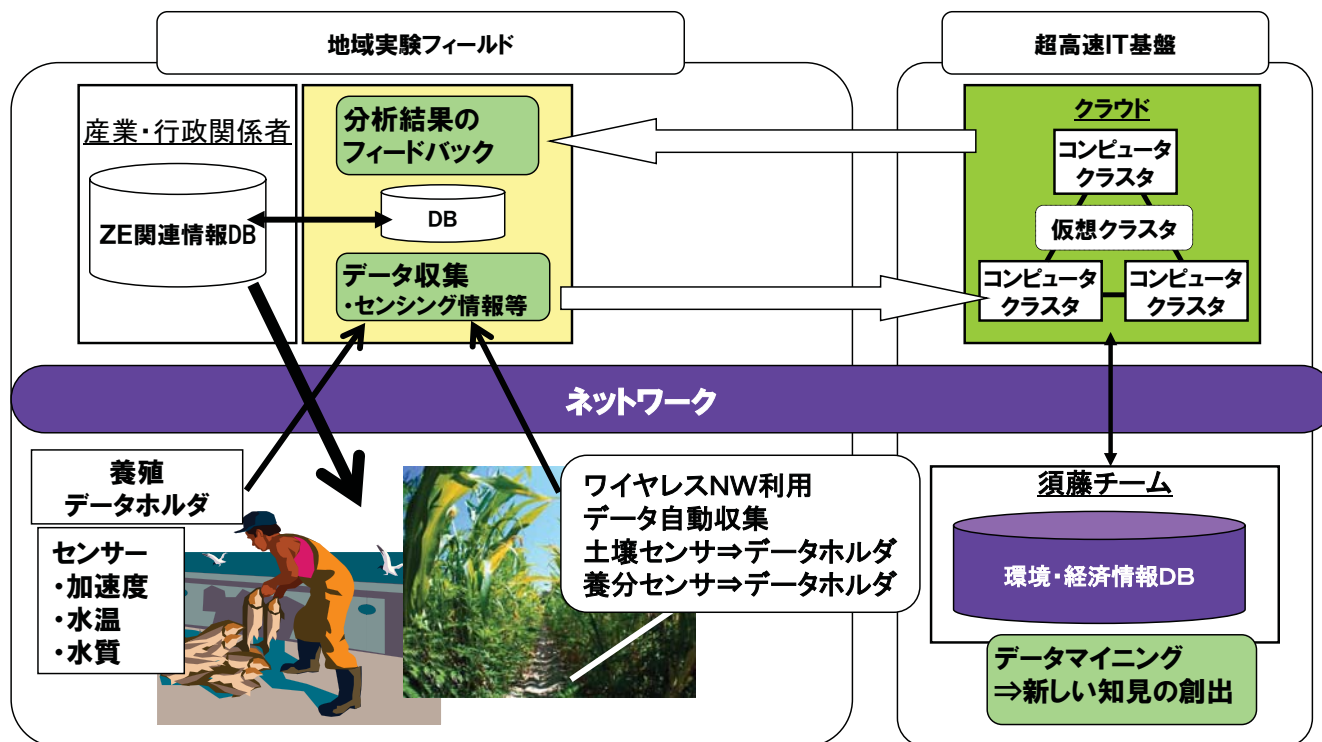 地域実験フィールド
超高速IT基盤
産業・行政関係者
ZE関連情報DB
分析結果の
フィードバック
DB
データ収集
・センシング情報等
クラウド
コンピュータ
クラスタ
仮想クラスタ
コンピュータ
クラスタ
コンピュータ
クラスタ
ネットワーク
養殖
データホルダ
センサー
・加速度
・水温
・水質
ワイヤレスNW利用
データ自動収集
土壌センサ⇒データホルダ
養分センサ⇒データホルダ
須藤チーム
環境・経済情報DB
データマイニング
⇒新しい知見の創出